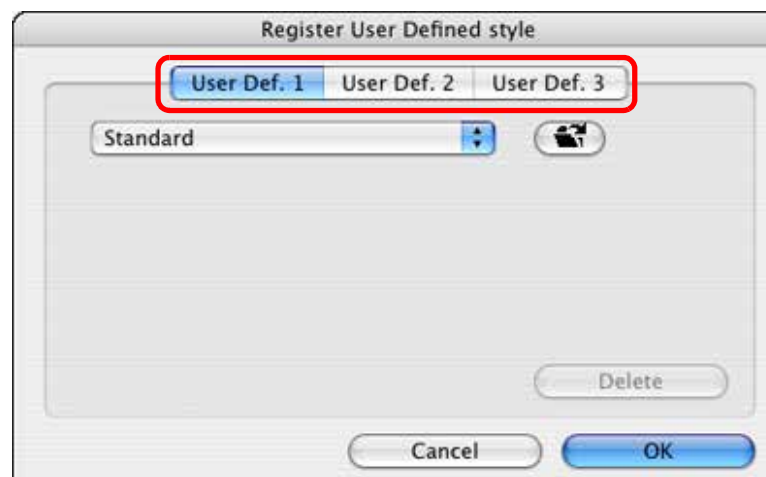 Register User Defined style
User Def. 1 User Def. 2 User Def. 3
Standard
Delete
Cancel OK